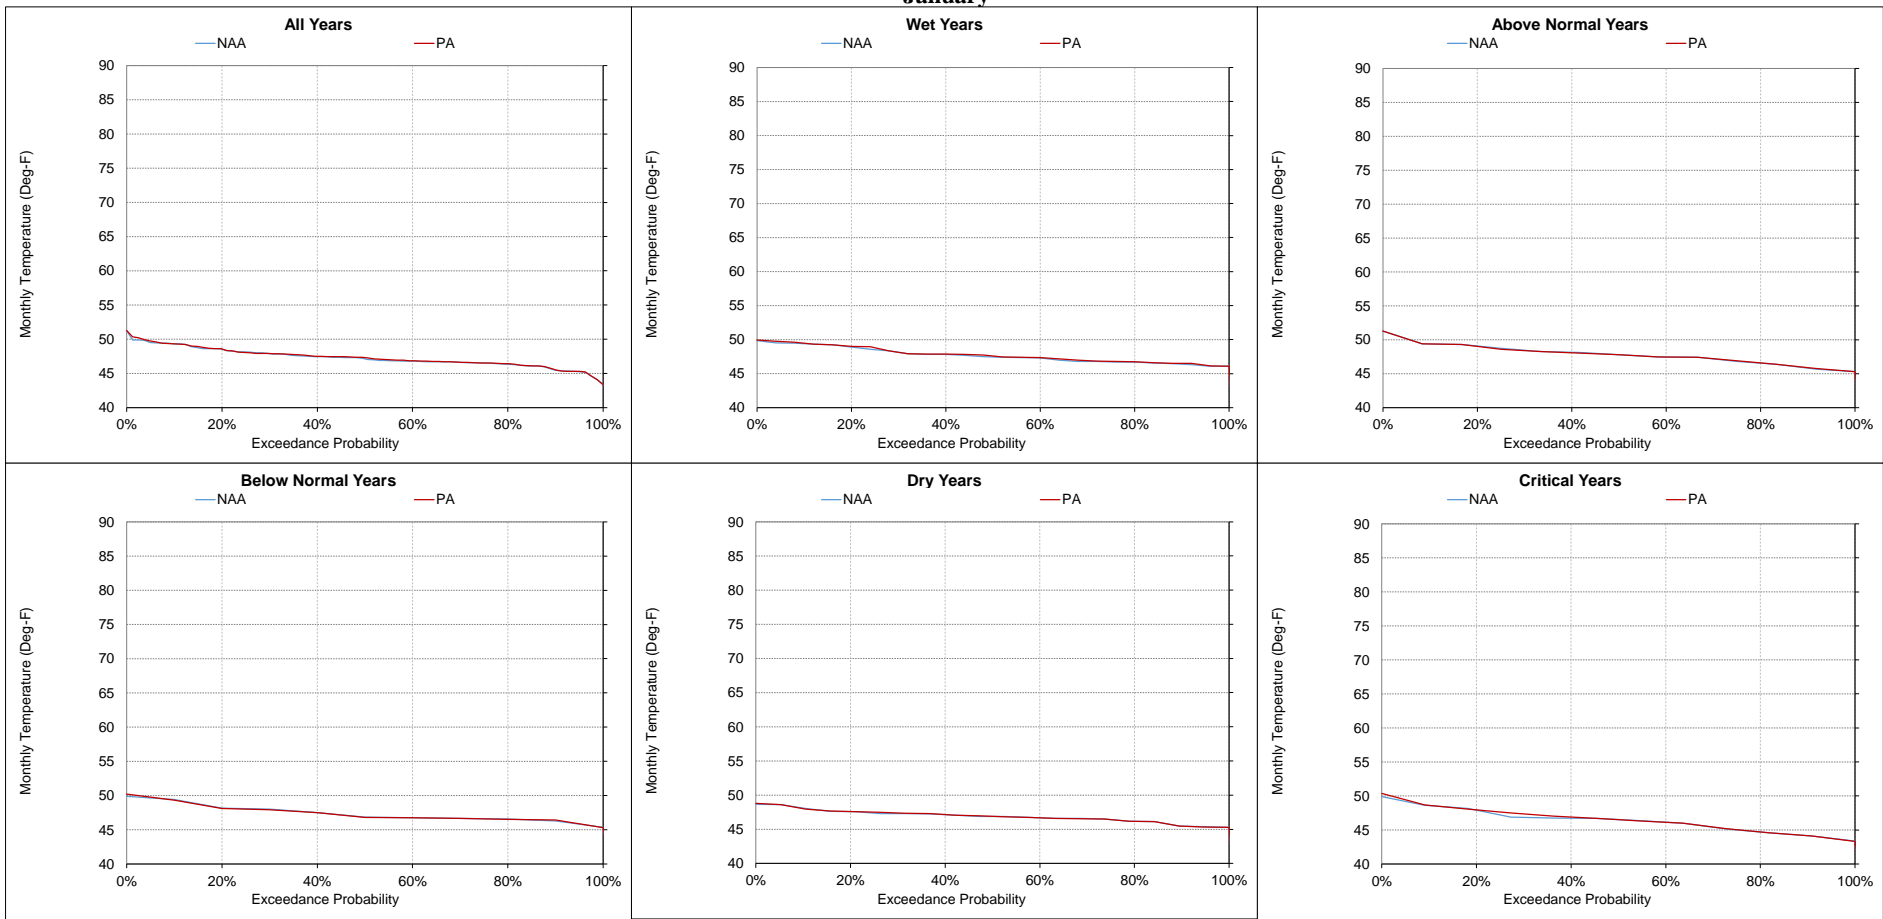 January
All Years
NAA PA
90
85
80
75
70
65
60
55
50
45
40
Monthly Temperature (Deg-F)
0% 20% 40% 60% 80% 100%
Exceedance Probability
Wet Years
NAA PA
90
85
80
75
70
65
60
55
50
45
40
Monthly Temperature (Deg-F)
0% 20% 40% 60% 80% 100%
Exceedance Probability
Above Normal Years
NAA PA
90
85
80
75
70
65
60
55
50
45
40
Monthly Temperature (Deg-F)
0% 20% 40% 60% 80% 100%
Exceedance Probability
Below Normal Years
NAA PA
90
85
80
75
70
65
60
55
50
45
40
Monthly Temperature (Deg-F)
0% 20% 40% 60% 80% 100%
Exceedance Probability
Dry Years
NAA PA
90
85
80
75
70
65
60
55
50
45
40
Monthly Temperature (Deg-F)
0% 20% 40% 60% 80% 100%
Exceedance Probability
Critical Years
NAA PA
90
85
80
75
70
65
60
55
50
45
40
Monthly Temperature (Deg-F)
0% 20% 40% 60% 80% 100%
Exceedance Probability